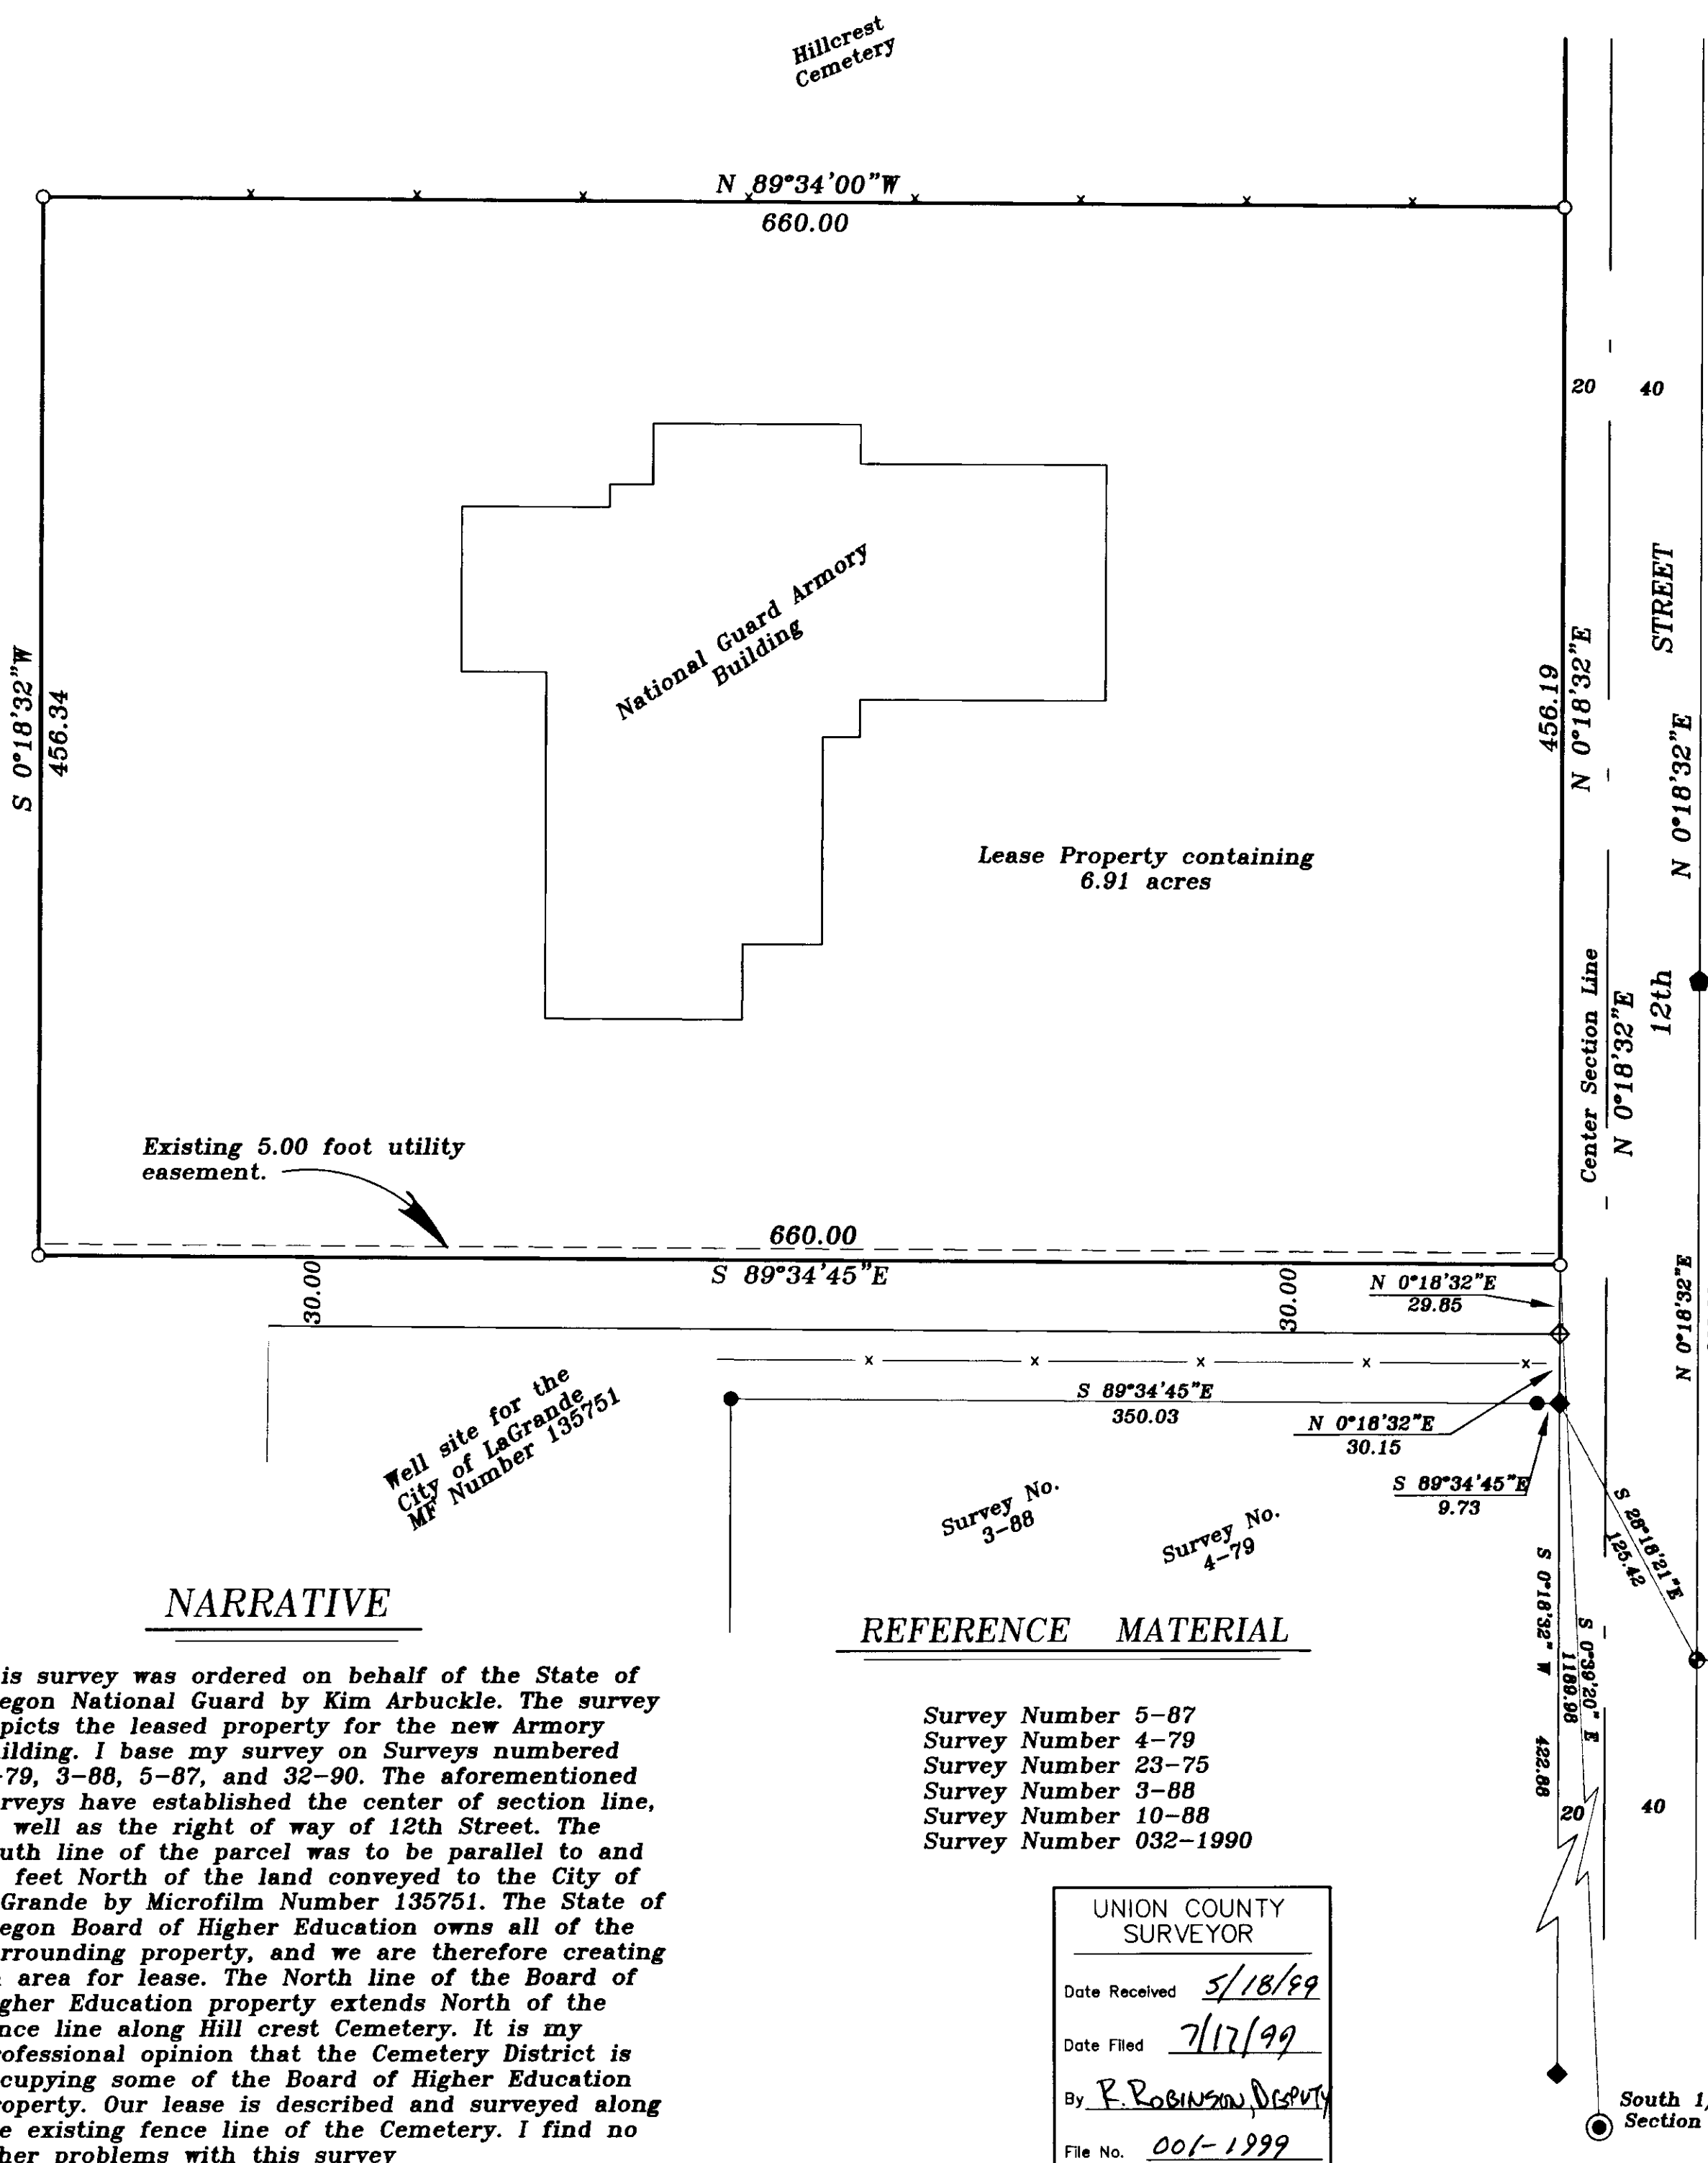 Hillcrest
Cemetery
N 89°34'00"W
660.00
20
40
STREET
12th
N 0°18'32"E
N 0°18'32"E
456.19
S 0°18'32"W
456.34
National Guard Armory
Building
Lease Property containing
6.91 acres
Center Section Line
N 0°18'32"E
Existing 5.00 foot utility
easement.
660.00
S 89°34'45"E
30.00
30.00
N 0°18'32"E
29.85
N 0°18'32"E
S 89°34'45"E
350.03
N 0°18'32"E
30.15
S 89°34'45"E
9.73
Well site for the
City of LaGrande
MF Number 135751
Survey No.
3-88
Survey No.
4-79
S 28°18'21"E
125.42
S 0°18'32" W
422.88
S 0°39'20" E
1189.98
20
40
NARRATIVE
is survey was ordered on behalf of the State of
egon National Guard by Kim Arbuckle. The survey
picts the leased property for the new Armory
ilding. I base my survey on Surveys numbered
-79, 3-88, 5-87, and 32-90. The aforementioned
rveys have established the center of section line,
well as the right of way of 12th Street. The
uth line of the parcel was to be parallel to and
feet North of the land conveyed to the City of
Grande by Microfilm Number 135751. The State of
egon Board of Higher Education owns all of the
rrounding property, and we are therefore creating
area for lease. The North line of the Board of
gher Education property extends North of the
nce line along Hill crest Cemetery. It is my
ofessional opinion that the Cemetery District is
cupying some of the Board of Higher Education
operty. Our lease is described and surveyed along
e existing fence line of the Cemetery. I find no
her problems with this survey
REFERENCE MATERIAL
Survey Number 5-87
Survey Number 4-79
Survey Number 23-75
Survey Number 3-88
Survey Number 10-88
Survey Number 032-1990
UNION COUNTY
SURVEYOR
Date Received 5/18/99
Date Filed 7/17/99
By R. ROBINSON, DEPUTY
File No. 001-1999
South 1/
Section